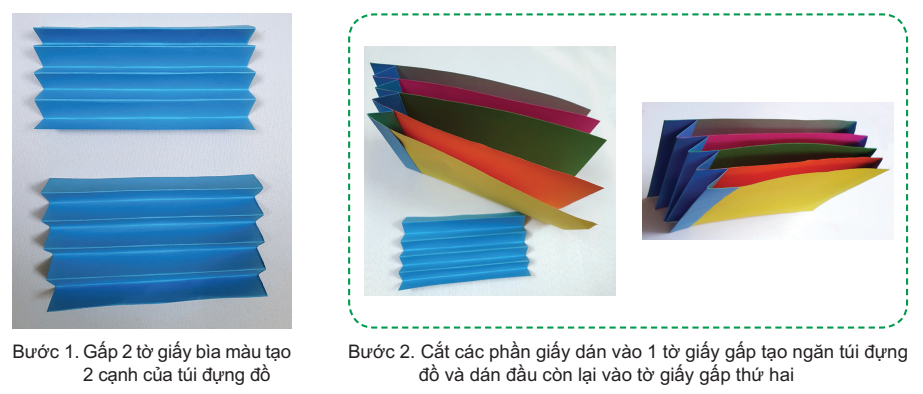 Bước 1. Gấp 2 tờ giấy bìa màu tạo
2 cạnh của túi đựng đồ
Bước 2. Cắt các phần giấy dán vào 1 tờ giấy gấp tạo ngăn túi đựng
đồ và dán đầu còn lại vào tờ giấy gấp thứ hai